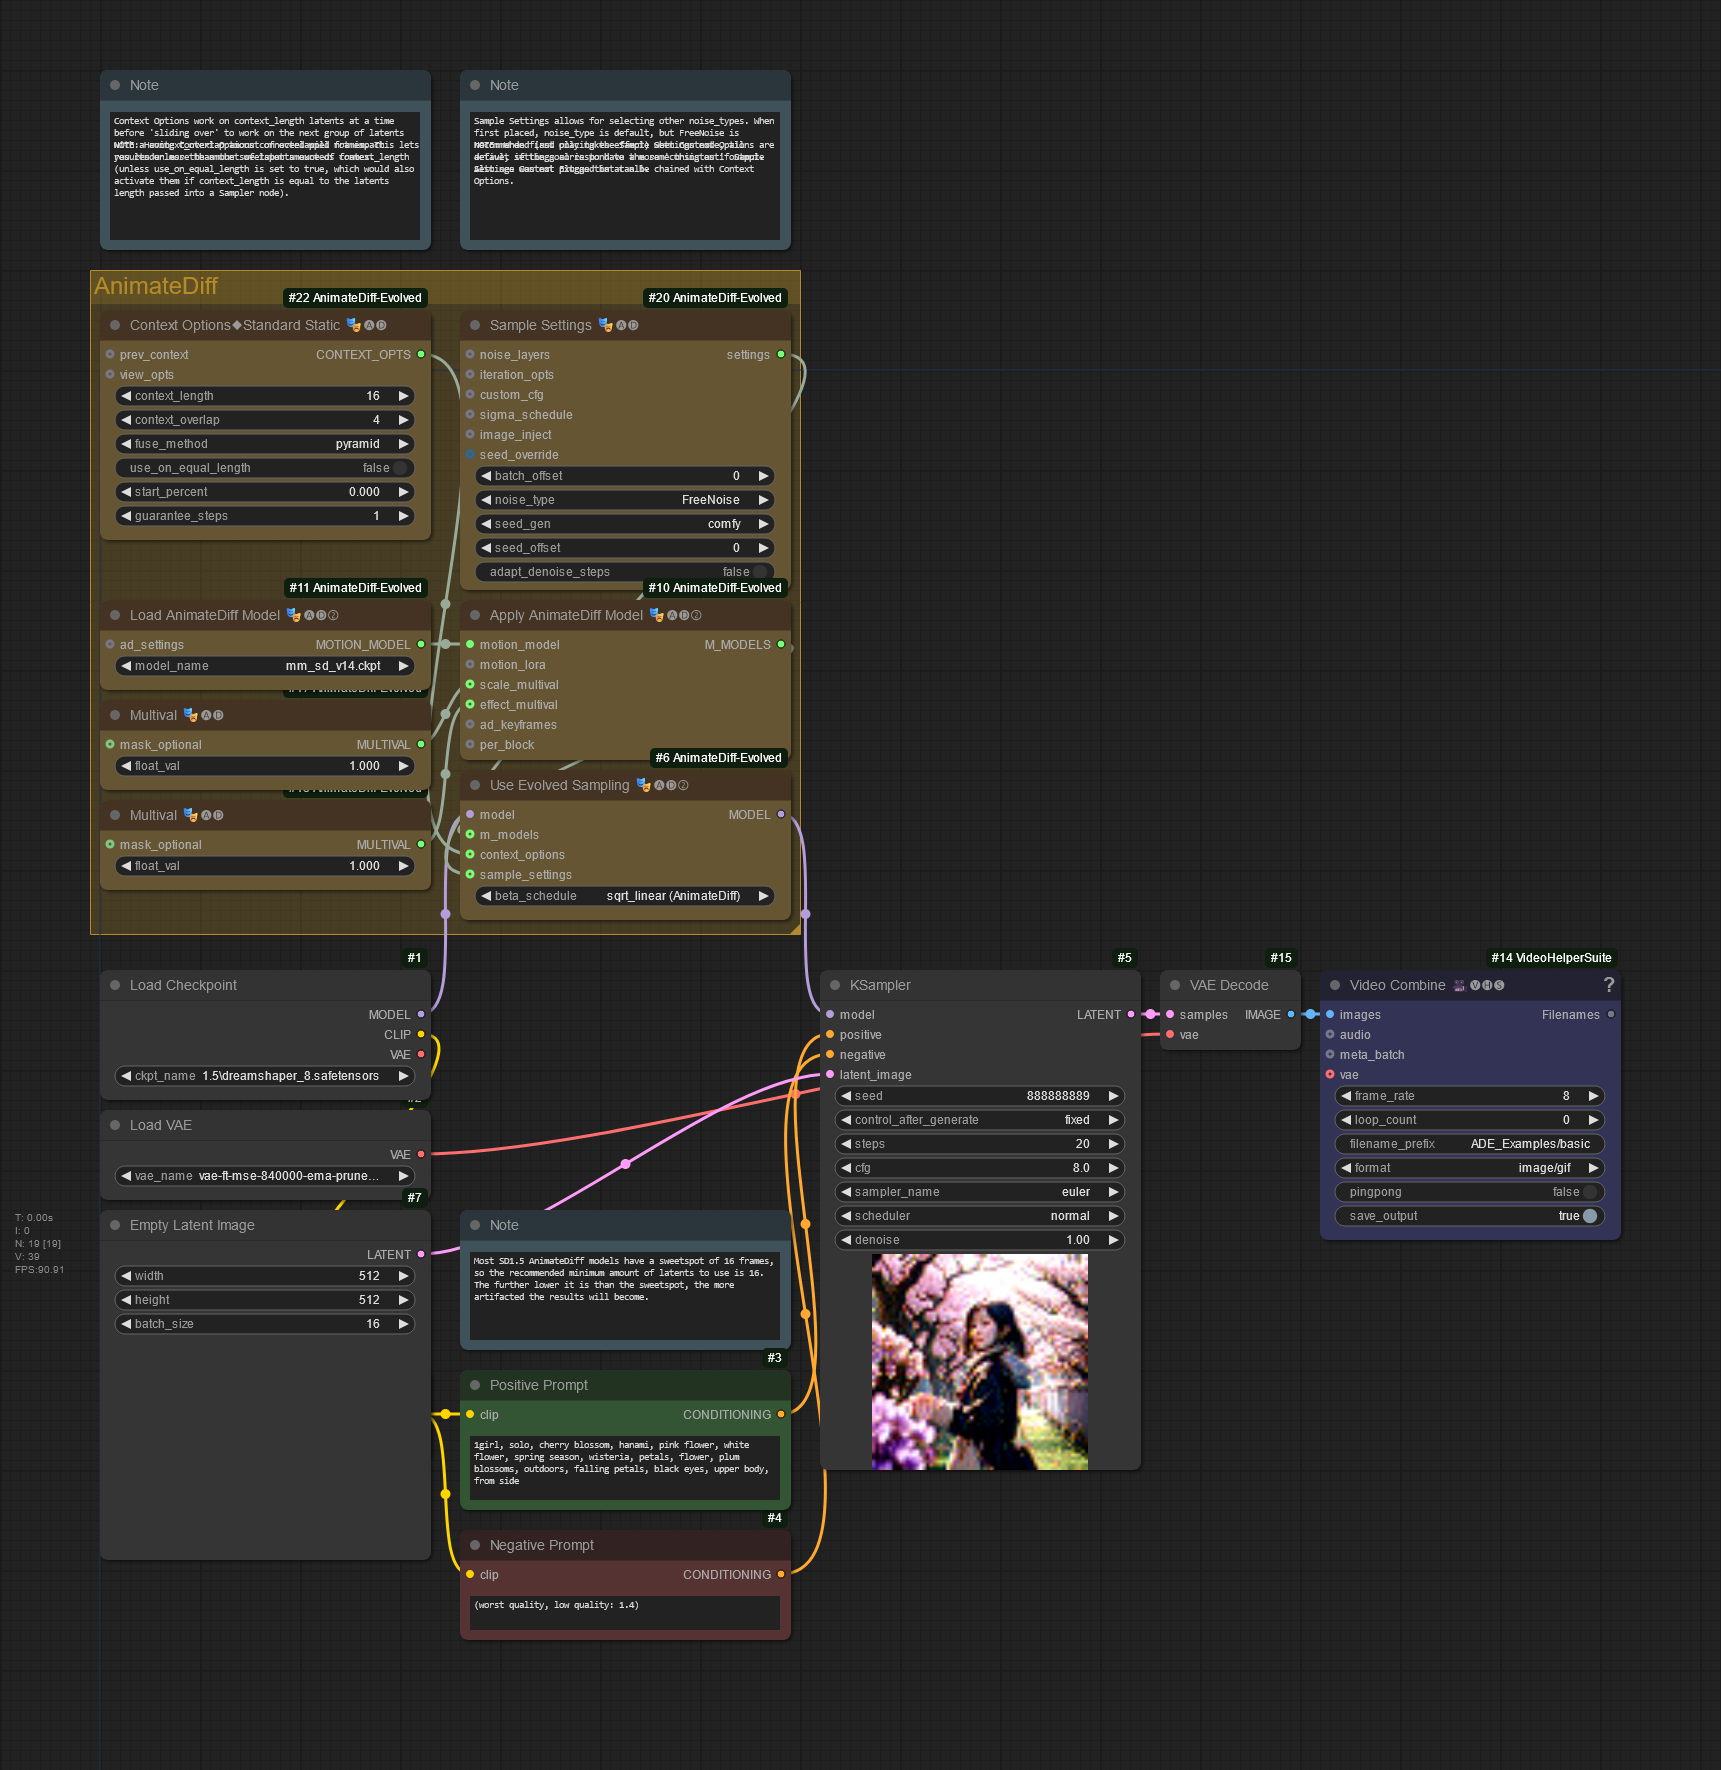 Note
Context Options work on context_length latents at a time
before 'sliding over' to work on the next group of latents
(unless use_on_equal_length is set to true, which would also
activate them if context_length is equal to the latents
length passed into a Sampler node).
Note
Sample Settings allows for selecting other noise_types. When
first placed, noise_type is default, but FreeNoise is
Options.
AnimateDiff
#22 AnimateDiff-Evolved
Context Options◆Standard Static 🎭🅐🅓
prev_context
CONTEXT_OPTS
view_opts
context_length 16
context_overlap 4
fuse_method pyramid
use_on_equal_length false
start_percent 0.000
guarantee_steps 1
#20 AnimateDiff-Evolved
Sample Settings 🎭🅐🅓
noise_layers
settings
iteration_opts
custom_cfg
sigma_schedule
image_inject
seed_override
batch_offset 0
noise_type FreeNoise
seed_gen comfy
seed_offset 0
adapt_denoise_steps false
#11 AnimateDiff-Evolved
Load AnimateDiff Model 🎭🅐🅓②
ad_settings
MOTION_MODEL
model_name mm_sd_v14.ckpt
#10 AnimateDiff-Evolved
Apply AnimateDiff Model 🎭🅐🅓②
motion_model
M_MODELS
motion_lora
scale_multival
effect_multival
ad_keyframes
per_block
Multival 🎭🅐🅓
mask_optional
MULTIVAL
float_val 1.000
Multival 🎭🅐🅓
mask_optional
MULTIVAL
float_val 1.000
#6 AnimateDiff-Evolved
Use Evolved Sampling 🎭🅐🅓②
model
MODEL
m_models
context_options
sample_settings
beta_schedule sqrt_linear (AnimateDiff)
#1
Load Checkpoint
MODEL
CLIP
VAE
ckpt_name 1.5\dreamshaper_8.safetensors
Load VAE
VAE
vae_name vae-ft-mse-840000-ema-prune...
#7
Empty Latent Image
LATENT
width 512
height 512
batch_size 16
T: 0.00s
I: 0
N: 19 [19]
V: 39
FPS:90.91
Note
Most SD1.5 AnimateDiff models have a sweetspot of 16 frames,
so the recommended minimum amount of latents to use is 16.
The further lower it is than the sweetspot, the more
artifacted the results will become.
#3
Positive Prompt
clip
CONDITIONING
1girl, solo, cherry blossom, hanami, pink flower, white
flower, spring season, wisteria, petals, flower, plum
blossoms, outdoors, falling petals, black eyes, upper body,
from side
#4
Negative Prompt
clip
CONDITIONING
(worst quality, low quality: 1.4)
#5
KSampler
model
LATENT
positive
negative
latent_image
seed 888888889
control_after_generate fixed
steps 20
cfg 8.0
sampler_name euler
scheduler normal
denoise 1.00
#15
VAE Decode
samples
IMAGE
vae
#14 VideoHelperSuite
Video Combine 🎥🅥🅗🅢
?
images
Filenames
audio
meta_batch
vae
frame_rate 8
loop_count 0
filename_prefix ADE_Examples/basic
format image/gif
pingpong false
save_output true